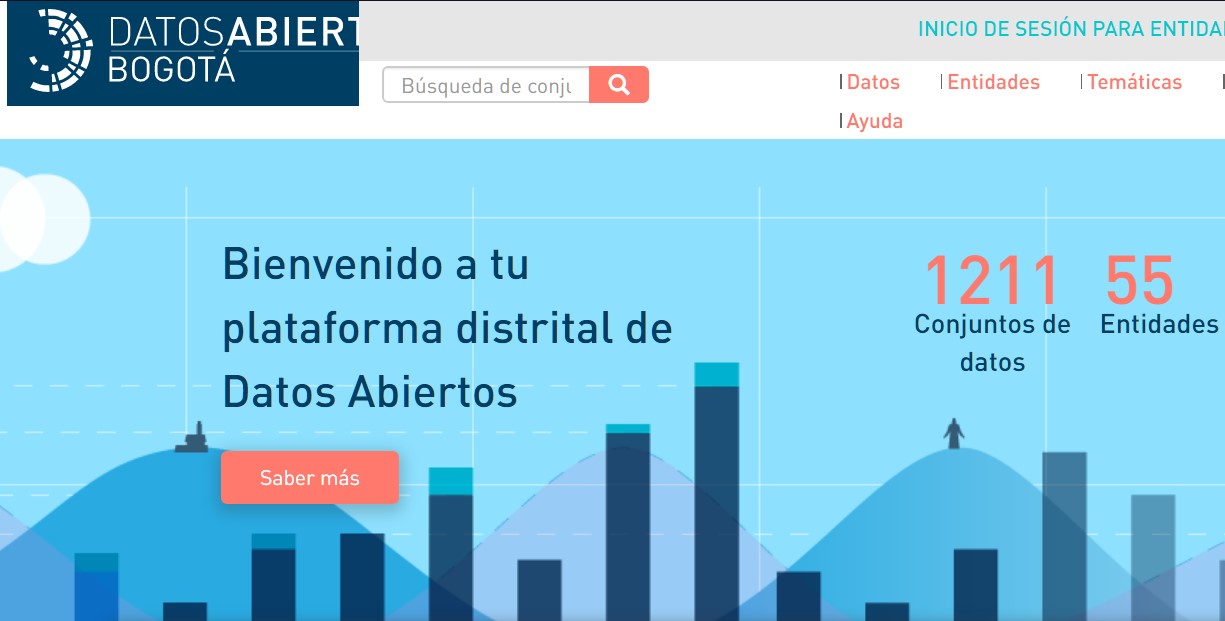 DATOSABIERT
BOGOTÁ
INICIO DE SESIÓN PARA ENTIDA
Búsqueda de conju
Datos
Entidades
Temáticas
Ayuda
Bienvenido a tu
plataforma distrital de
Datos Abiertos
Saber más
1211
Conjuntos de
datos
55
Entidades